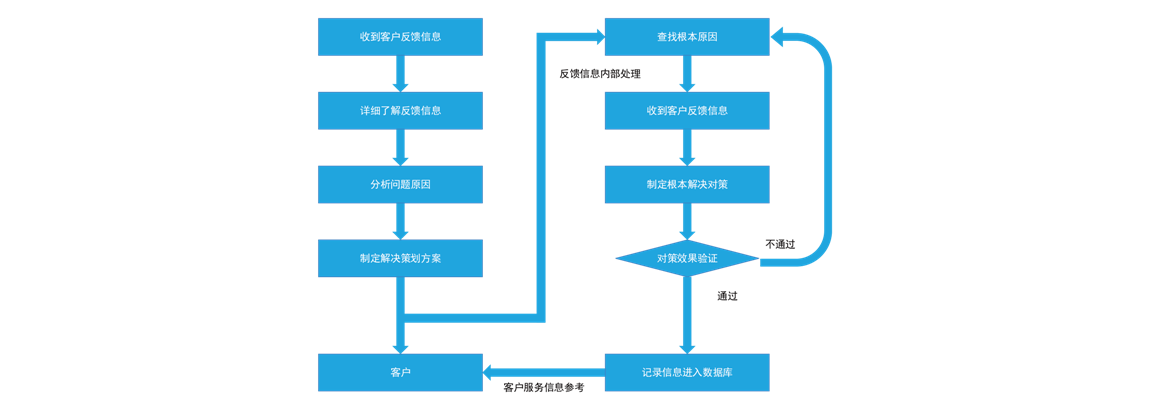 收到客户反馈信息
详细了解反馈信息
分析问题原因
制定解决策划方案
客户
反馈信息内部处理
查找根本原因
收到客户反馈信息
制定根本解决对策
对策效果验证
不通过
通过
记录信息进入数据库
客户服务信息参考